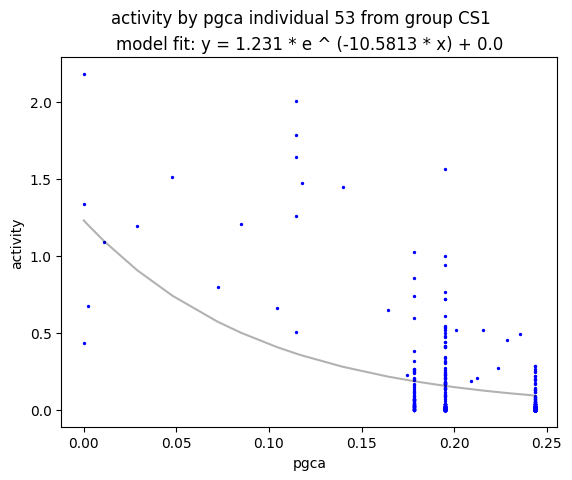 activity by pgca individual 53 from group CS1
model fit: y = 1.231 * e ^ (-10.5813 * x) + 0.0
2.0
1.5
1.0
0.5
0.0
activity
0.00 0.05 0.10 0.15 0.20 0.25
pgca